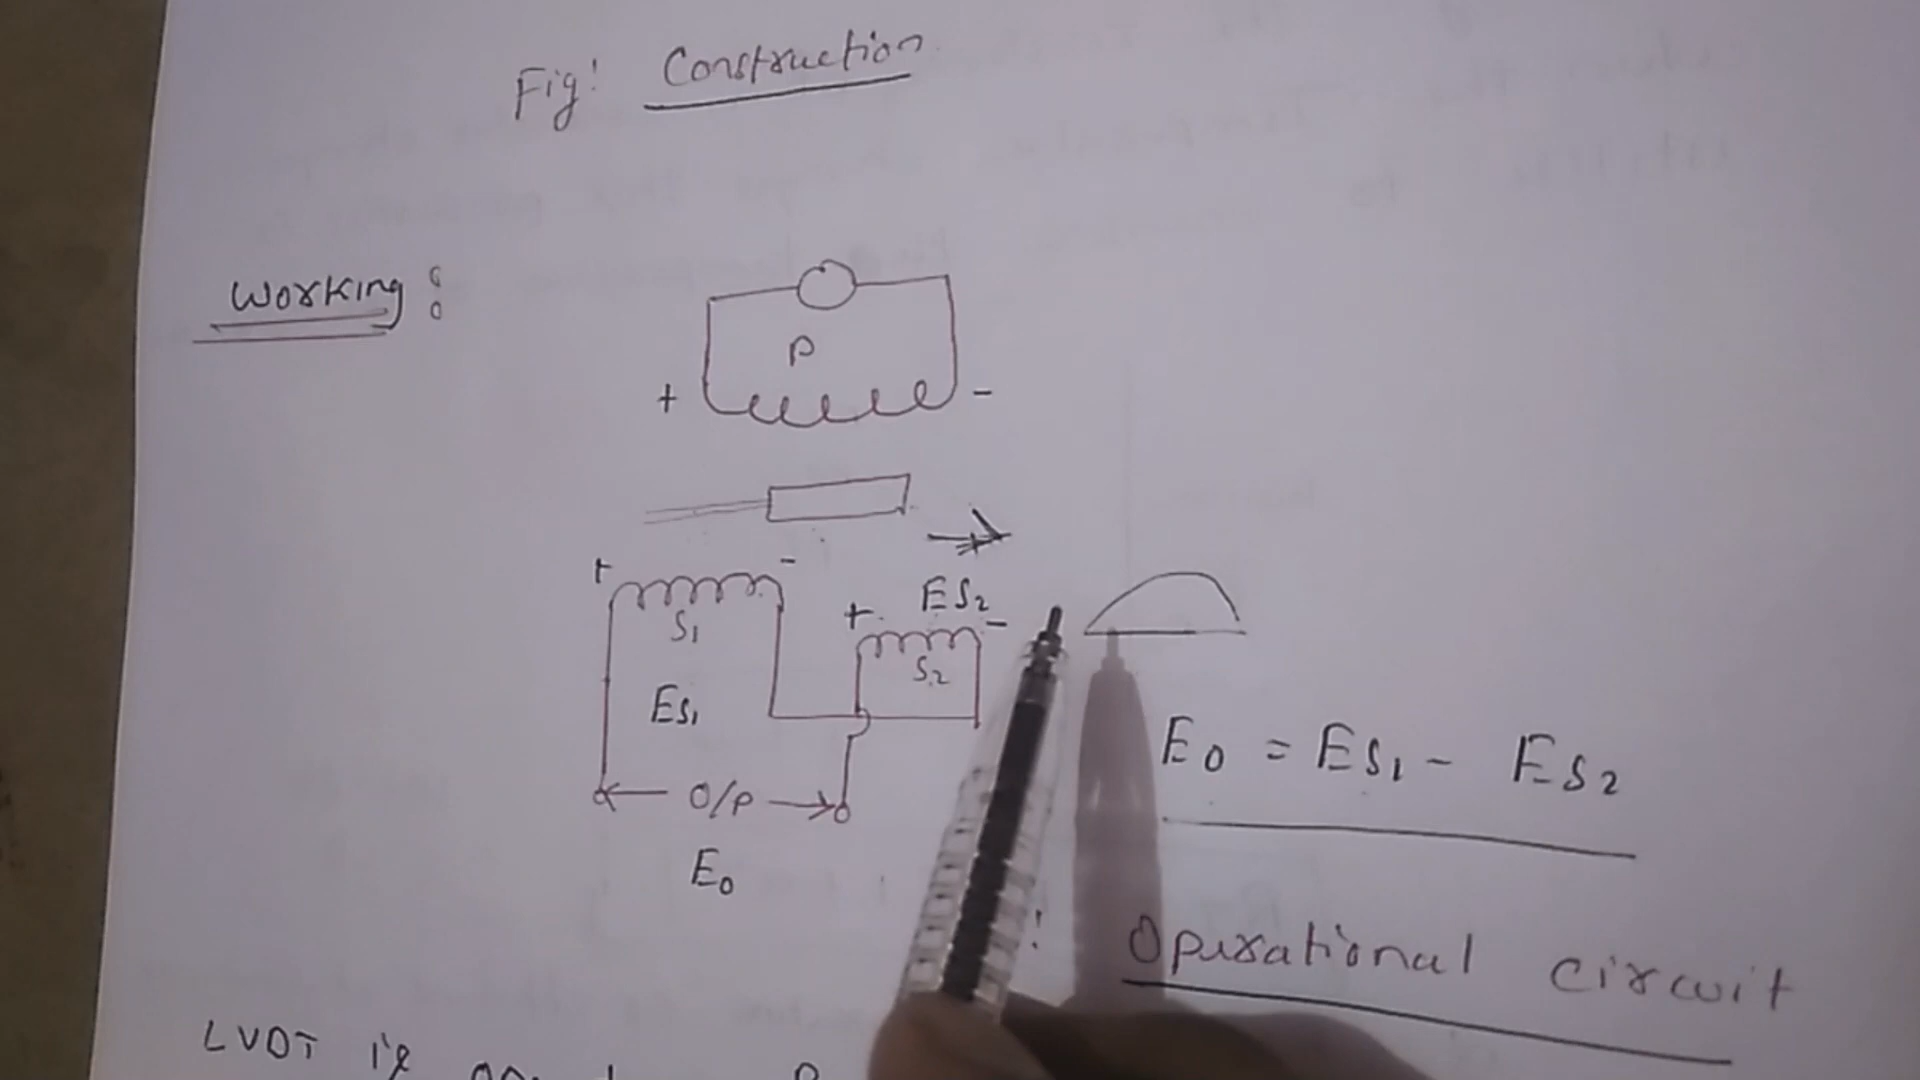 Fig: Construction
Working:
P
+ -
+ -
S1
+ ES2 -
S2
ES1
O/P
E0
E0 = ES1 - ES2
: Operational circuit
LVDT is